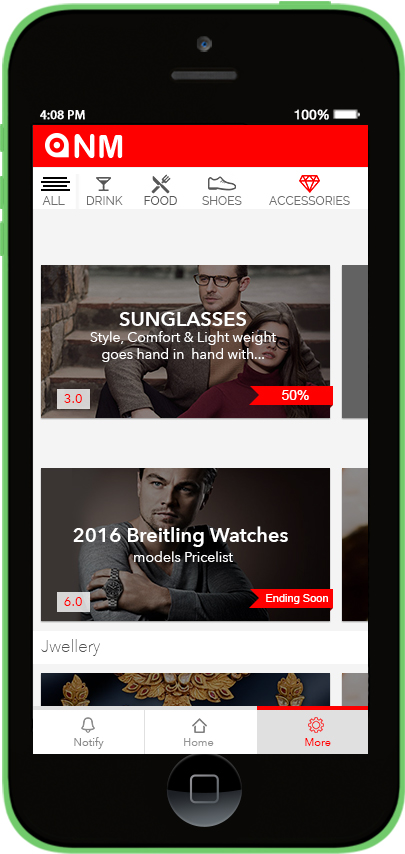 4:08 PM 100%
aNM
ALL DRINK FOOD SHOES ACCESSORIES
SUNGLASSES
Style, Comfort & Light weight
goes hand in hand with...
50%
3.0
2016 Breitling Watches
models Pricelist
6.0 Ending Soon
Jwellery
Notify Home More